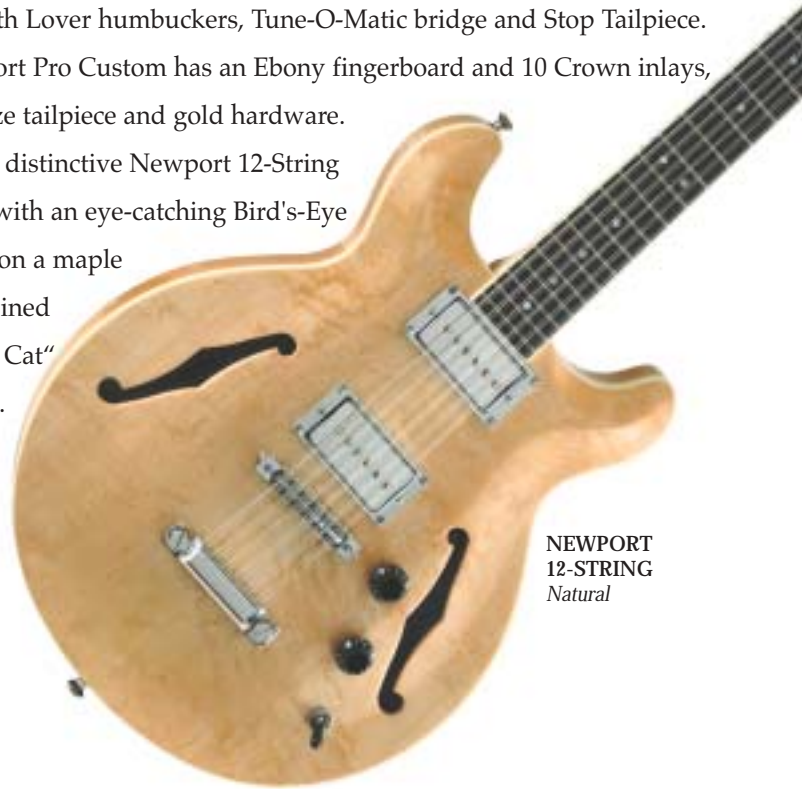 th Lover humbuckers, Tune-O-Matic bridge and Stop Tailpiece.
ort Pro Custom has an Ebony fingerboard and 10 Crown inlays,
ze tailpiece and gold hardware.
distinctive Newport 12-String
with an eye-catching Bird's-Eye
on a maple
ined
Cat“
.
NEWPORT
12-STRING
Natural